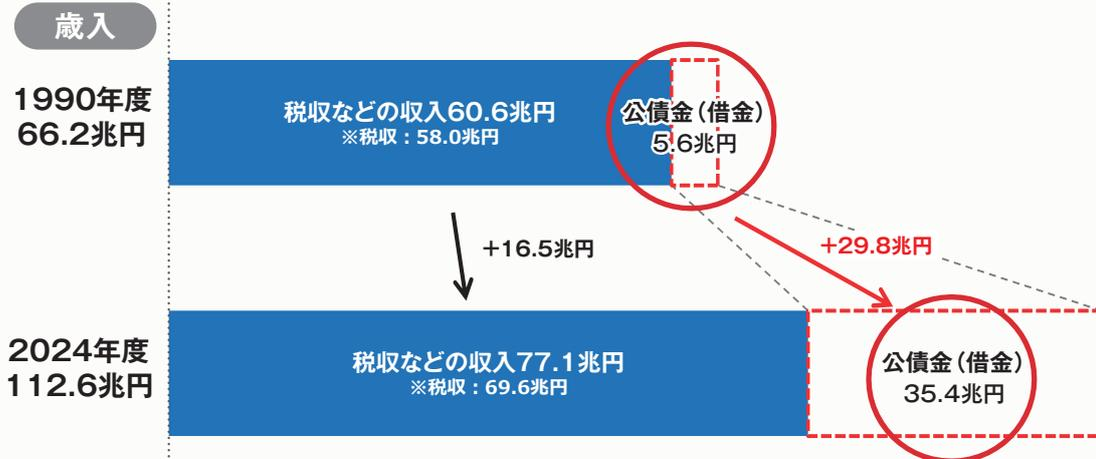 歳入
1990年度
66.2兆円
税収などの収入60.6兆円
※税収：58.0兆円
公債金（借金）
5.6兆円
+16.5兆円
+29.8兆円
2024年度
112.6兆円
税収などの収入77.1兆円
※税収：69.6兆円
公債金（借金）
35.4兆円